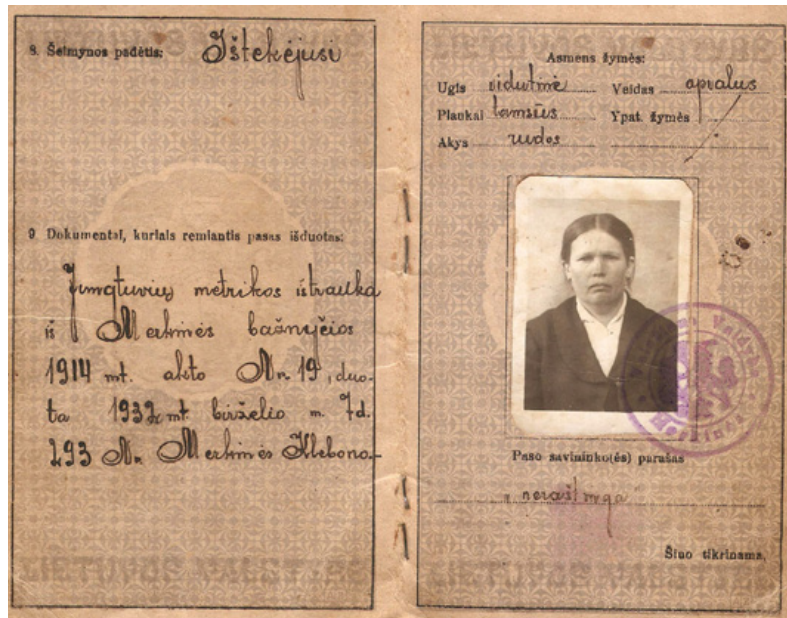 8. Šeimynos padėtis: Ištekėjusi
9. Dokumentai, kuriais remiantis pasas išduotas:
Jungtuvių metrikos ištrauka
iš Merkinės bažnyčios
1914 mt. akto Nr. 19, duo-
ta 1932 mt. birželio m. 7 d.
293 Nr. Merkinės Klebono.
Asmens žymės:
Ugis vidutinė Veidas apvalus
Plaukai tamsūs Ypat. žymės
Akys rudos
Paso savininko(ės) parašas
neraštinga
Šiuo tikrinama,